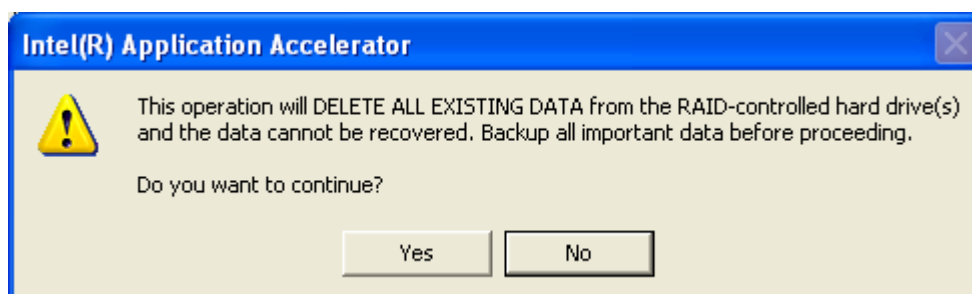 Intel(R) Application Accelerator
This operation will DELETE ALL EXISTING DATA from the RAID-controlled hard drive(s)
and the data cannot be recovered. Backup all important data before proceeding.
Do you want to continue?
Yes No